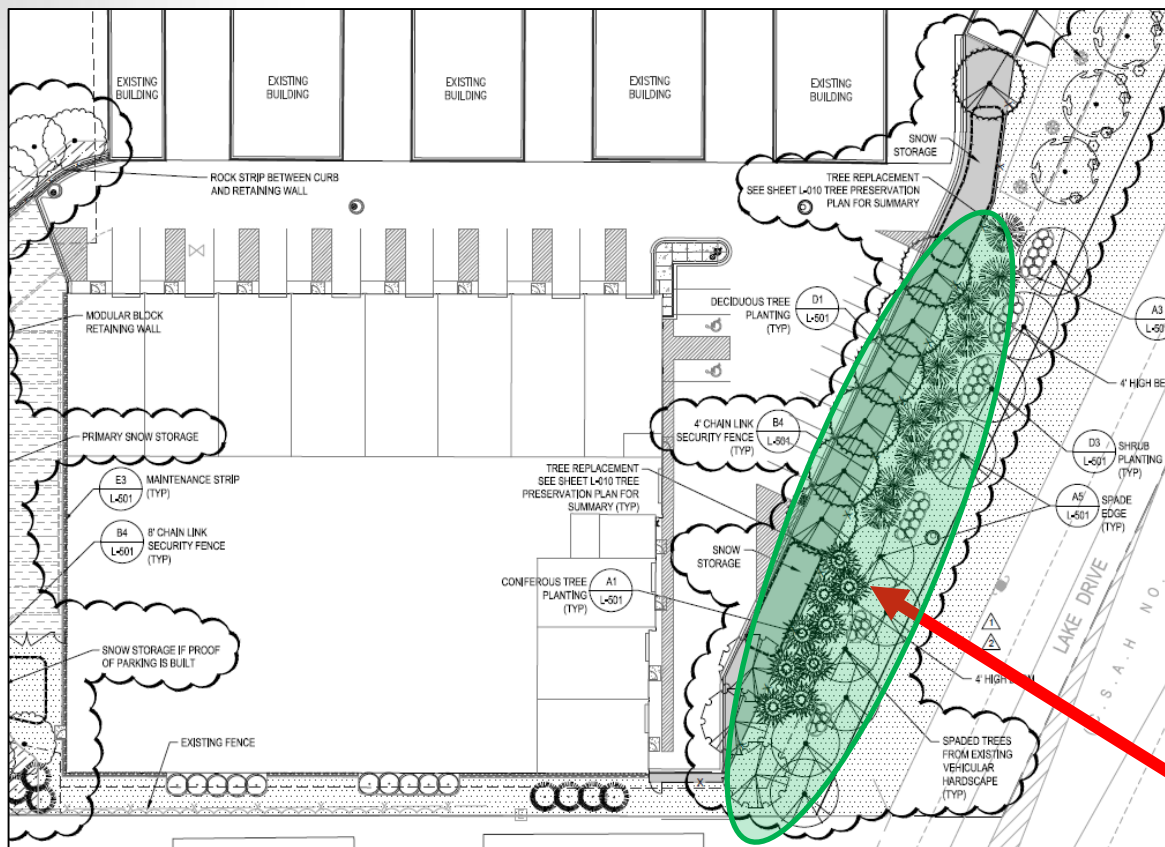 EXISTING
BUILDING
EXISTING
BUILDING
EXISTING
BUILDING
EXISTING
BUILDING
EXISTING
BUILDING
SNOW
STORAGE
ROCK STRIP BETWEEN CURB
AND RETAINING WALL
TREE REPLACEMENT
SEE SHEET L-010 TREE PRESERVATION
PLAN FOR SUMMARY
MODULAR BLOCK
RETAINING WALL
DECIDUOUS TREE
PLANTING
(TYP)
D1
L-501
A3
4' HIGH
PRIMARY SNOW STORAGE
4' CHAIN LINK
SECURITY FENCE
(TYP)
B4
L-501
D3
L-501
SHRUB
PLANTING
(TYP)
E3
L-501
MAINTENANCE STRIP
(TYP)
TREE REPLACEMENT
SEE SHEET L-010 TREE
PRESERVATION PLAN FOR
SUMMARY (TYP)
A5
L-501
SPADE
EDGE
(TYP)
B4
L-501
8' CHAIN LINK
SECURITY FENCE
(TYP)
SNOW
STORAGE
CONIFEROUS TREE
PLANTING
(TYP)
A1
L-501
1
2
LAKE DRIVE
S.A.H NO.
SNOW STORAGE IF PROOF
OF PARKING IS BUILT
4' HIGH
EXISTING FENCE
SPADED TREES
FROM EXISTING
VEHICULAR
HARDSCAPE
(TYP)